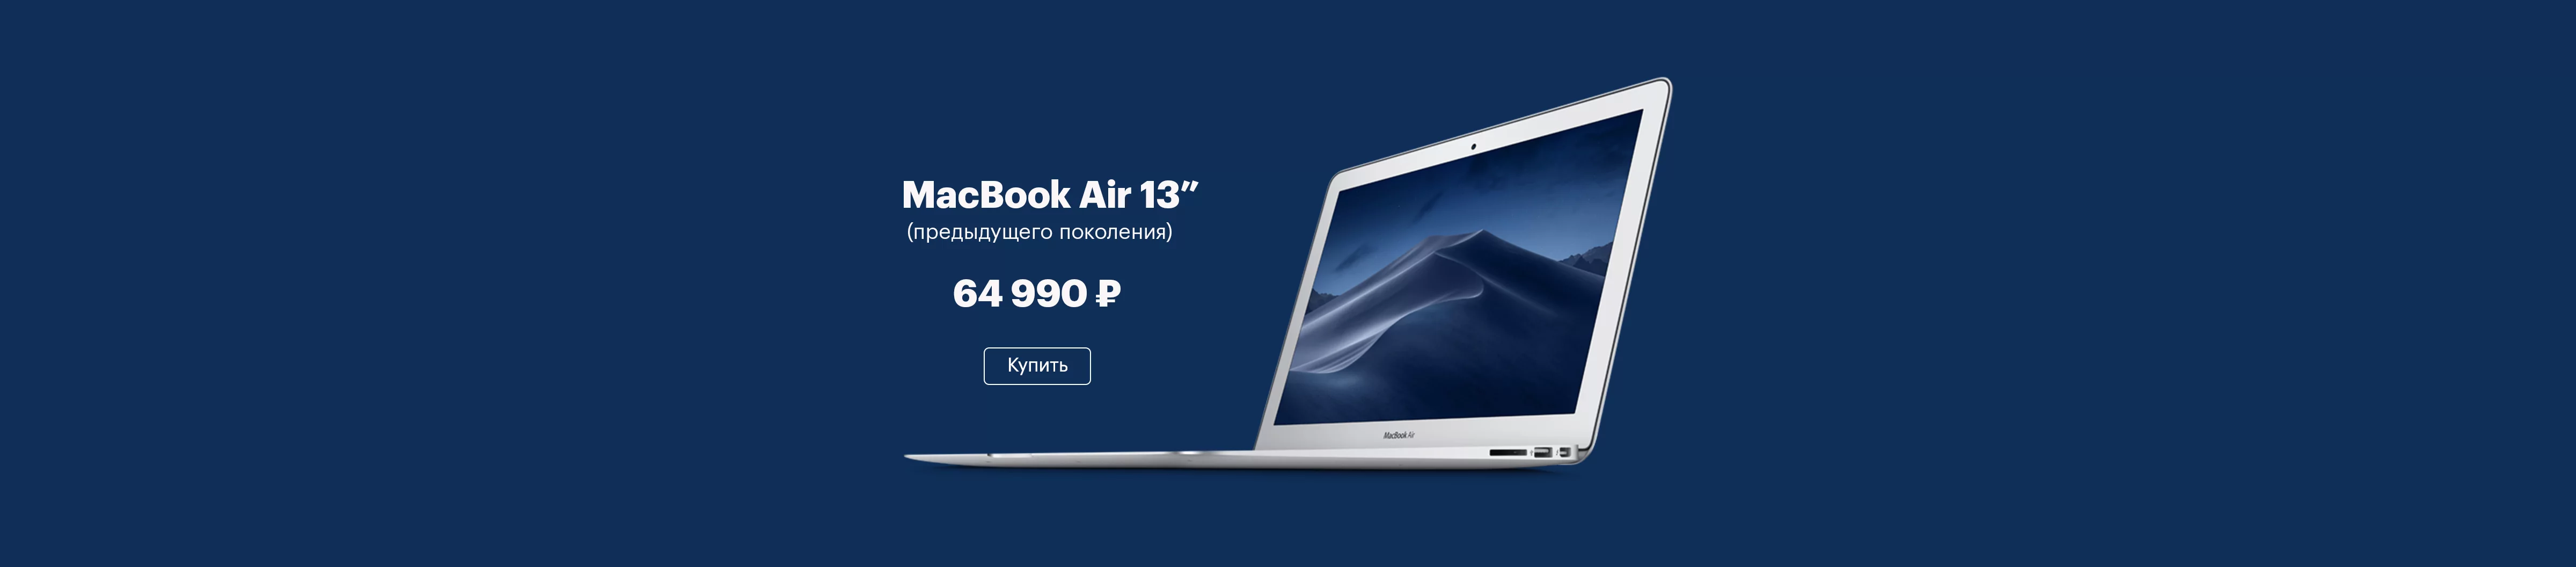 MacBook Air 13”
(предыдущего поколения)
64 990 ₽
Купить
MacBook Air